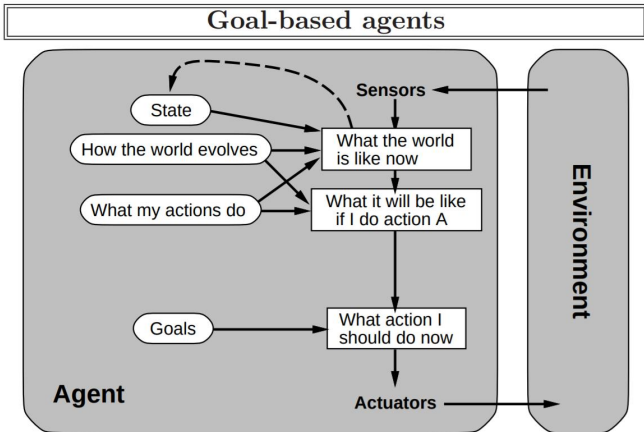 Goal-based agents
Sensors
State
What the world
is like now
How the world evolves
What it will be like
if I do action A
What my actions do
Goals
What action I
should do now
Agent
Actuators
Environment